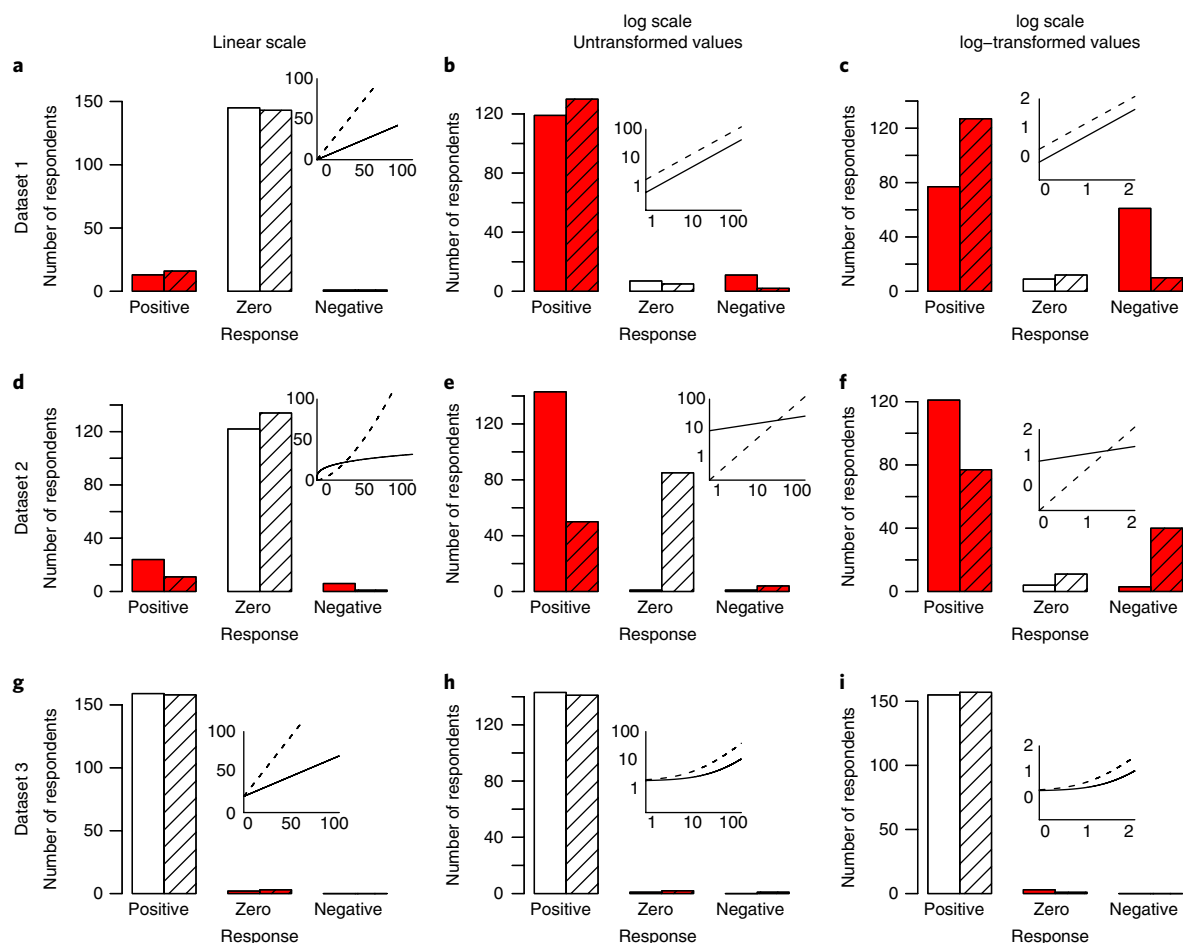 Linear scale
log scale
Untransformed values
log scale
log−transformed values
Dataset 1
a
Number of respondents
150
100
50
0
Positive Zero Negative
Response
100
50
0
0 50 100
b
Number of respondents
120
80
40
0
Positive Zero Negative
Response
100
10
1
1 10 100
c
Number of respondents
120
80
40
0
Positive Zero Negative
Response
2
1
0
0 1 2
Dataset 2
d
Number of respondents
120
80
40
0
Positive Zero Negative
Response
100
50
0
0 50 100
e
Number of respondents
120
80
40
0
Positive Zero Negative
Response
100
10
1
1 10 100
f
Number of respondents
120
80
40
0
Positive Zero Negative
Response
2
1
0
0 1 2
Dataset 3
g
Number of respondents
150
100
50
0
Positive Zero Negative
Response
100
50
0
0 50 100
h
Number of respondents
120
80
40
0
Positive Zero Negative
Response
100
10
1
1 10 100
i
Number of respondents
150
100
50
0
Positive Zero Negative
Response
2
1
0
0 1 2